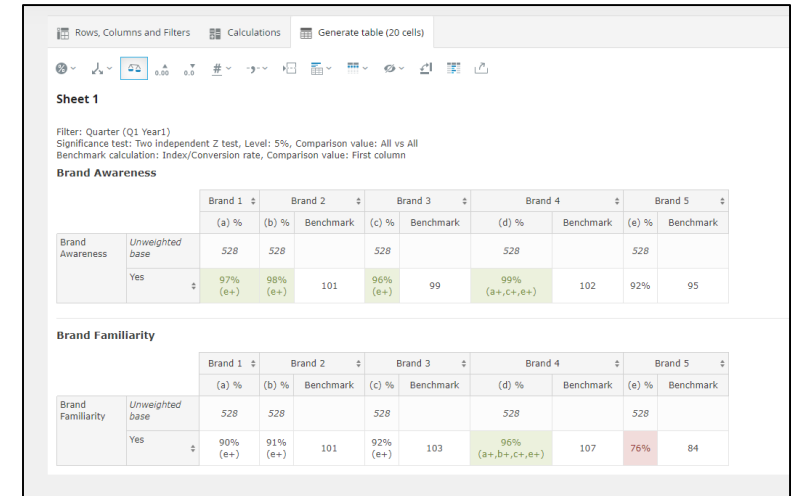 Rows, Columns and Filters Calculations Generate table (20 cells)
0.00 0.0 #
Sheet 1
Filter: Quarter (Q1 Year1)
Significance test: Two independent Z test, Level: 5%, Comparison value: All vs All
Benchmark calculation: Index/Conversion rate, Comparison value: First column
Brand Awareness
Brand 1 Brand 2 Brand 3 Brand 4 Brand 5
(a) % (b) % Benchmark (c) % Benchmark (d) % Benchmark (e) % Benchmark
Brand Awareness Unweighted base 528 528 528 528 528
Yes 97% (e+) 98% (e+) 101 96% (e+) 99 99% (a+,c+,e+) 102 92% 95
Brand Familiarity
Brand 1 Brand 2 Brand 3 Brand 4 Brand 5
(a) % (b) % Benchmark (c) % Benchmark (d) % Benchmark (e) % Benchmark
Brand Familiarity Unweighted base 528 528 528 528 528
Yes 90% (e+) 91% (e+) 101 92% (e+) 103 96% (a+,b+,c+,e+) 107 76% 84